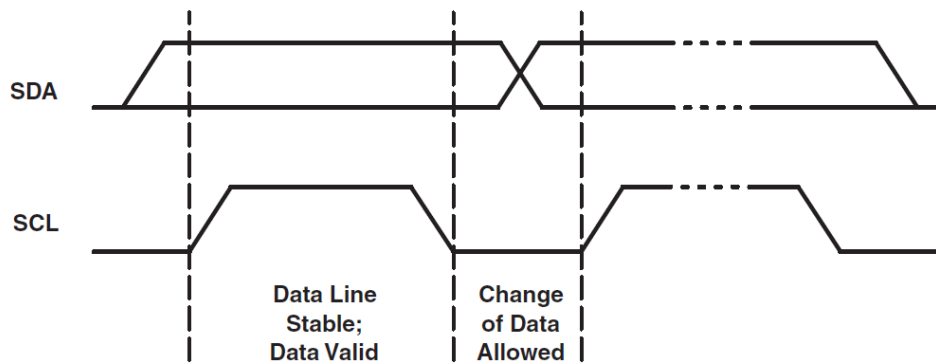 SDA
SCL
Data Line
Stable;
Data Valid
Change
of Data
Allowed